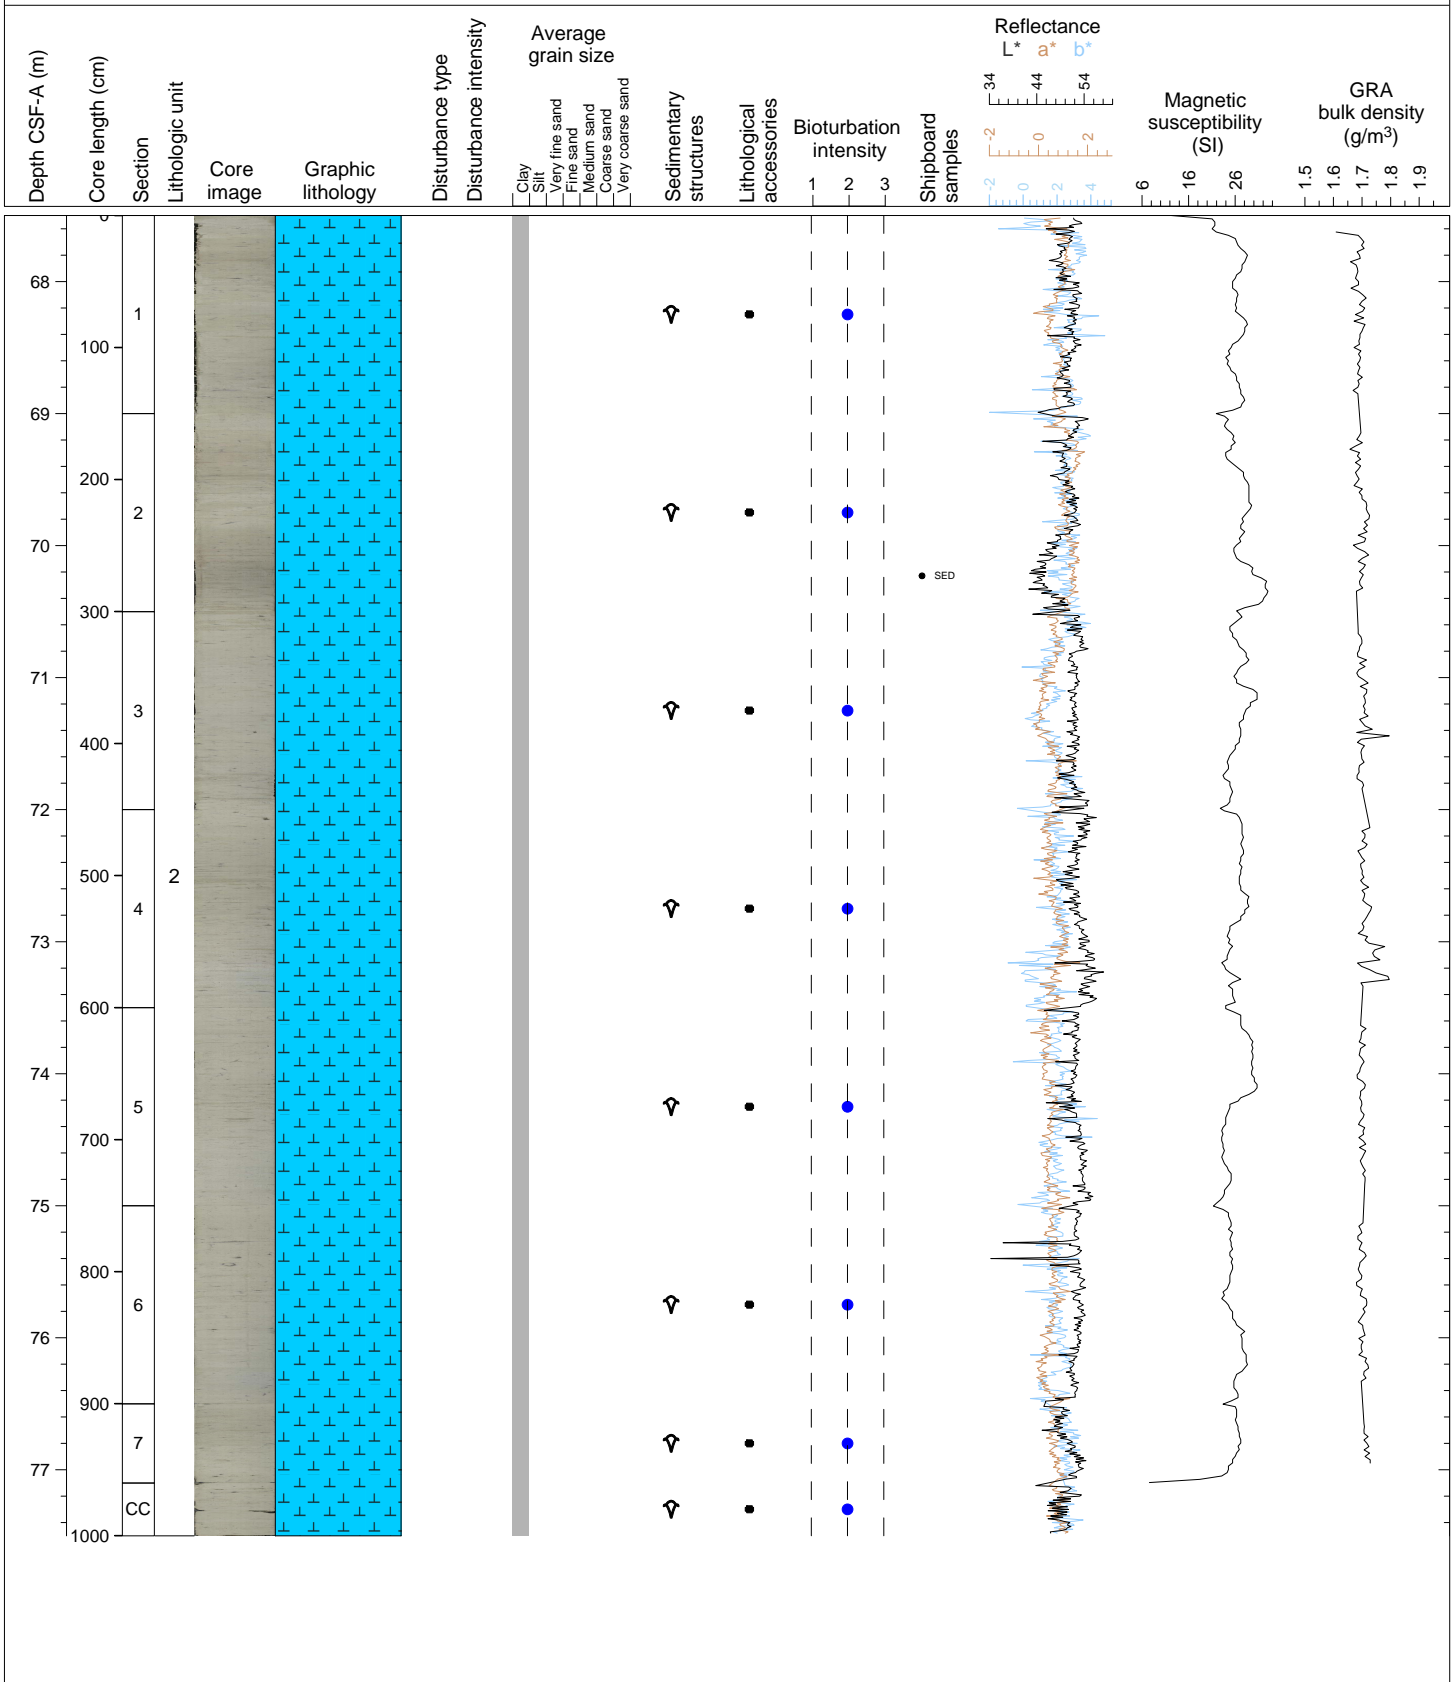 Depth CSF-A (m)
Core length (cm)
Section
Lithologic unit
Core
image
Graphic
lithology
Disturbance type
Disturbance intensity
Average
grain size
Clay
Silt
Very fine sand
Fine sand
Medium sand
Coarse sand
Very coarse sand
Sedimentary
structures
Lithological
accessories
Bioturbation
intensity
1 2 3
Shipboard
samples
Reflectance
L* a* b*
34 44 54
-2 0 2
-2 0 2 4
Magnetic
susceptibility
(SI)
6 16 26
GRA
bulk density
(g/m3)
1.5 1.6 1.7 1.8 1.9
0
68
1
100
69
200
2
70
SED
300
71
3
400
72
500
2
4
73
600
74
5
700
75
800
6
76
900
7
77
CC
1000